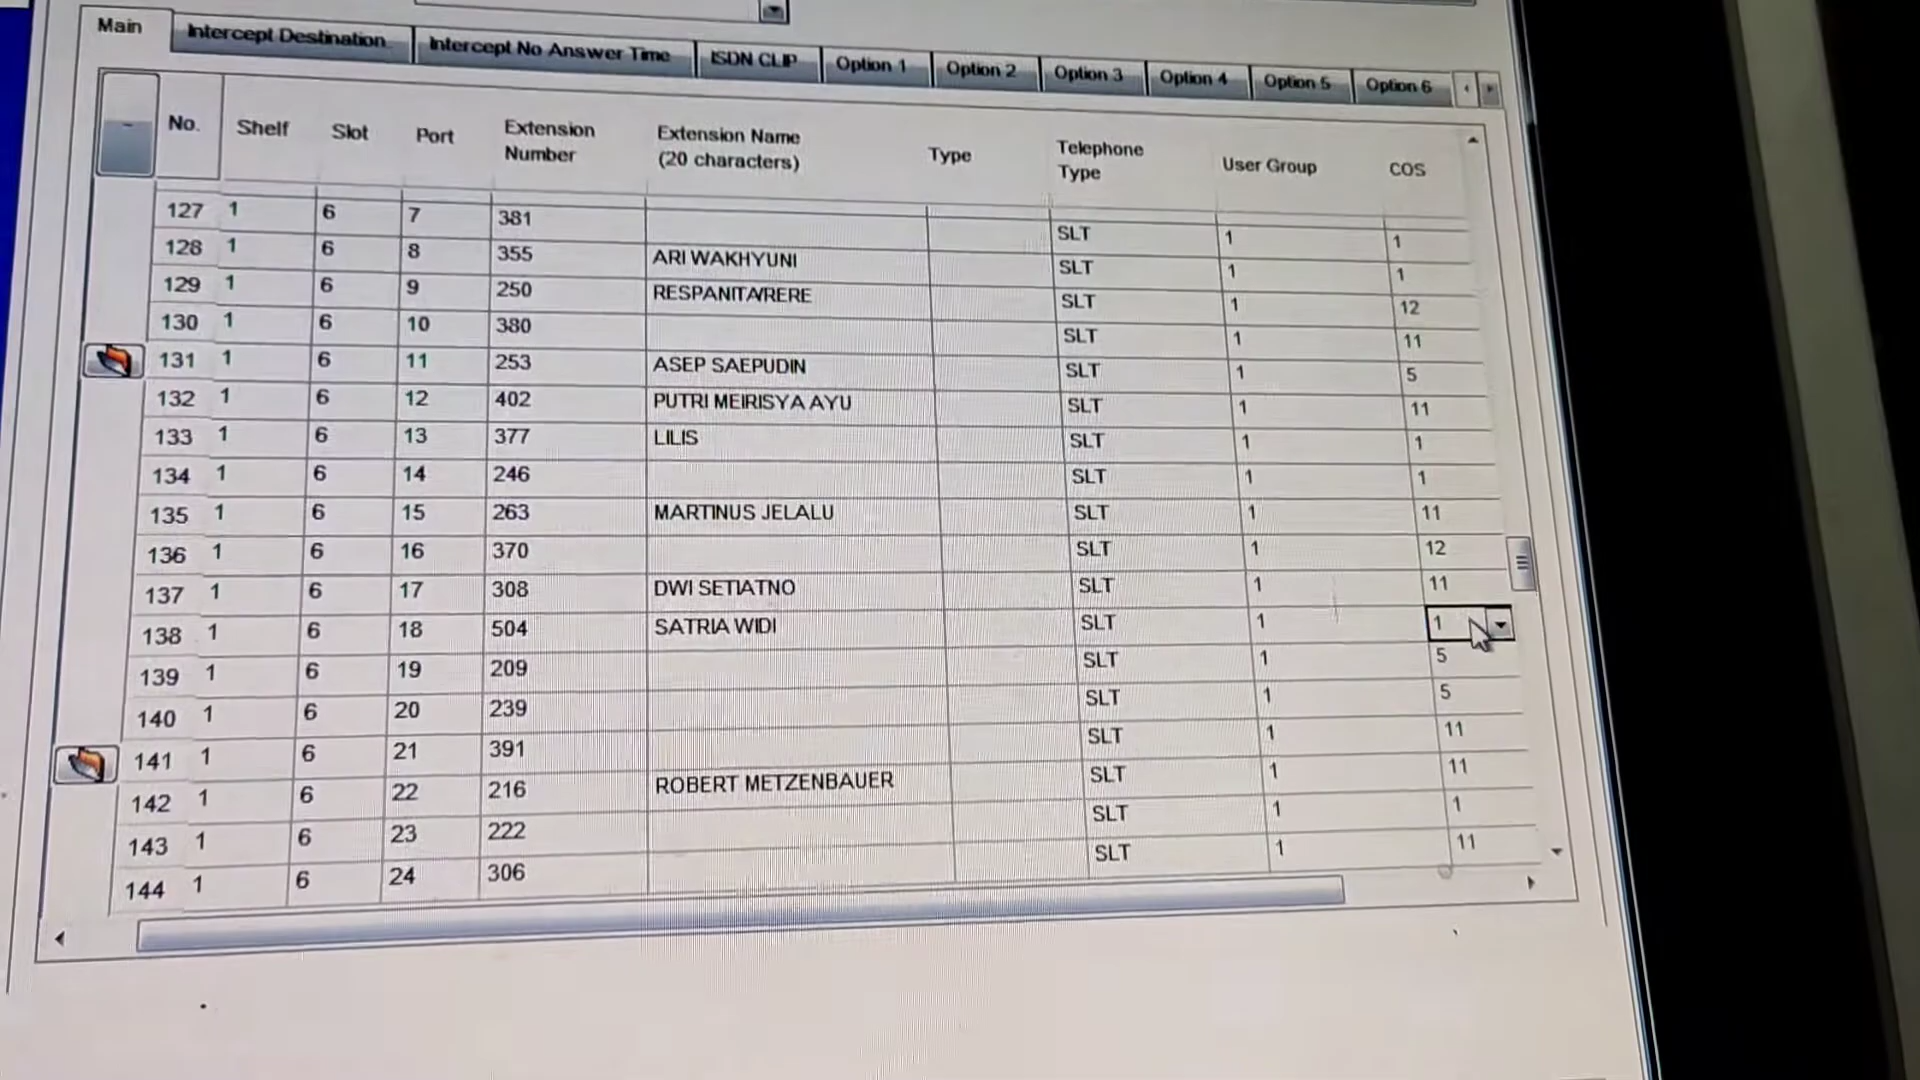 Main Intercept Destination Intercept No Answer Time ISDN CLIP Option 1 Option 2 Option 3 Option 4 Option 5 Option 6
No. Shelf Slot Port Extension Number Extension Name (20 characters) Type Telephone Type User Group COS
127 1 6 7 381 SLT 1 1
128 1 6 8 355 ARI WAKHYUNI SLT 1 1
129 1 6 9 250 RESPANITA/RERE SLT 1 12
130 1 6 10 380 SLT 1 11
131 1 6 11 253 ASEP SAEPUDIN SLT 1 5
132 1 6 12 402 PUTRI MEIRISYA AYU SLT 1 11
133 1 6 13 377 LILIS SLT 1 1
134 1 6 14 246 SLT 1 1
135 1 6 15 263 MARTINUS JELALU SLT 1 11
136 1 6 16 370 SLT 1 12
137 1 6 17 308 DWI SETIATNO SLT 1 11
138 1 6 18 504 SATRIA WIDI SLT 1 1
139 1 6 19 209 SLT 1 5
140 1 6 20 239 SLT 1 5
141 1 6 21 391 SLT 1 11
142 1 6 22 216 ROBERT METZENBAUER SLT 1 11
143 1 6 23 222 SLT 1 1
144 1 6 24 306 SLT 1 11